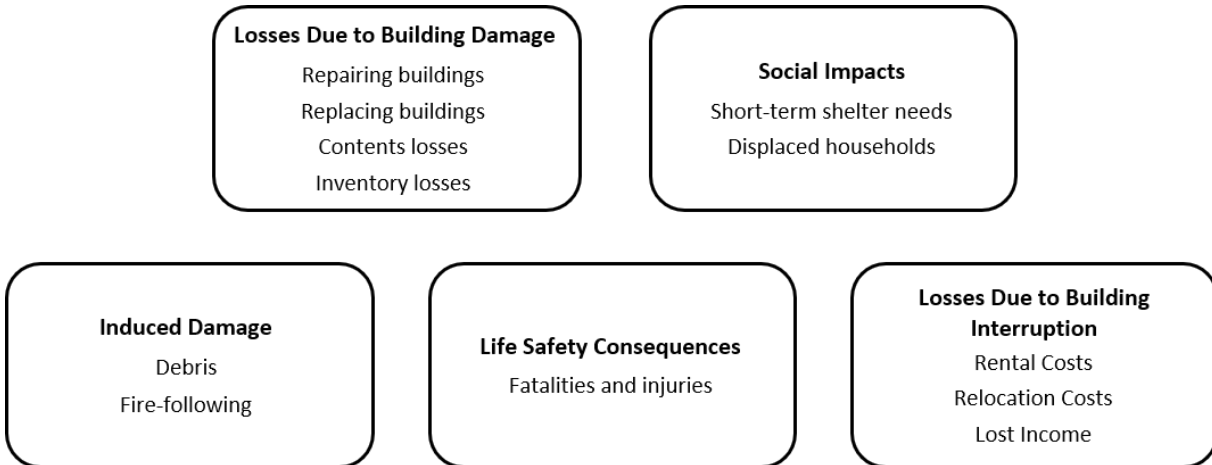 Losses Due to Building Damage
Repairing buildings
Replacing buildings
Contents losses
Inventory losses
Social Impacts
Short-term shelter needs
Displaced households
Induced Damage
Debris
Fire-following
Life Safety Consequences
Fatalities and injuries
Losses Due to Building
Interruption
Rental Costs
Relocation Costs
Lost Income